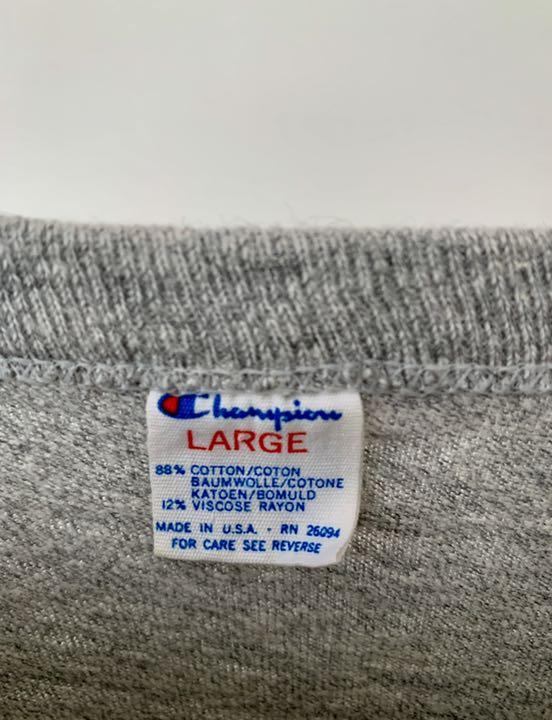 Champion
LARGE
88% COTTON/COTON
BAUMWOLLE/COTONE
KATOEN/BOMULD
12% VISCOSE RAYON
MADE IN U.S.A. · RN 26094
FOR CARE SEE REVERSE